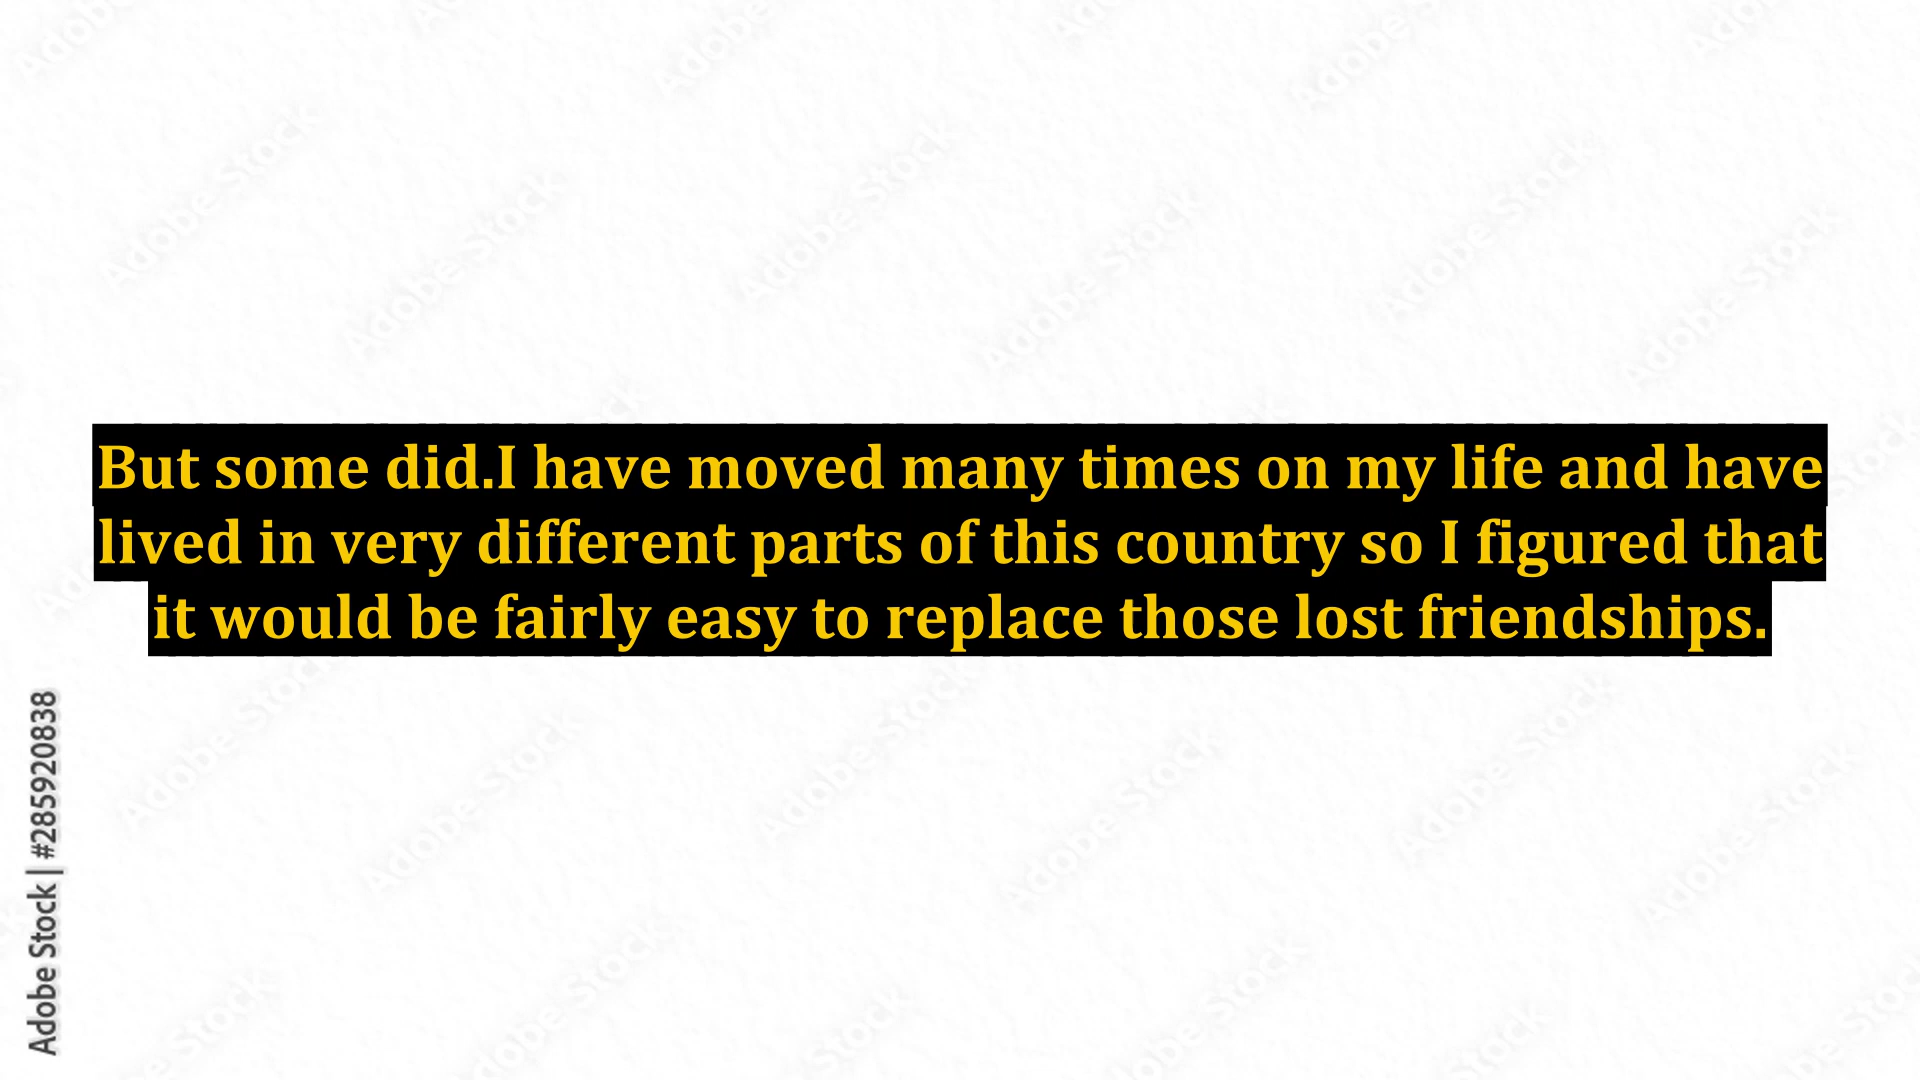 But some did.I have moved many times on my life and have
lived in very different parts of this country so I figured that
it would be fairly easy to replace those lost friendships.
Adobe Stock | #285920838